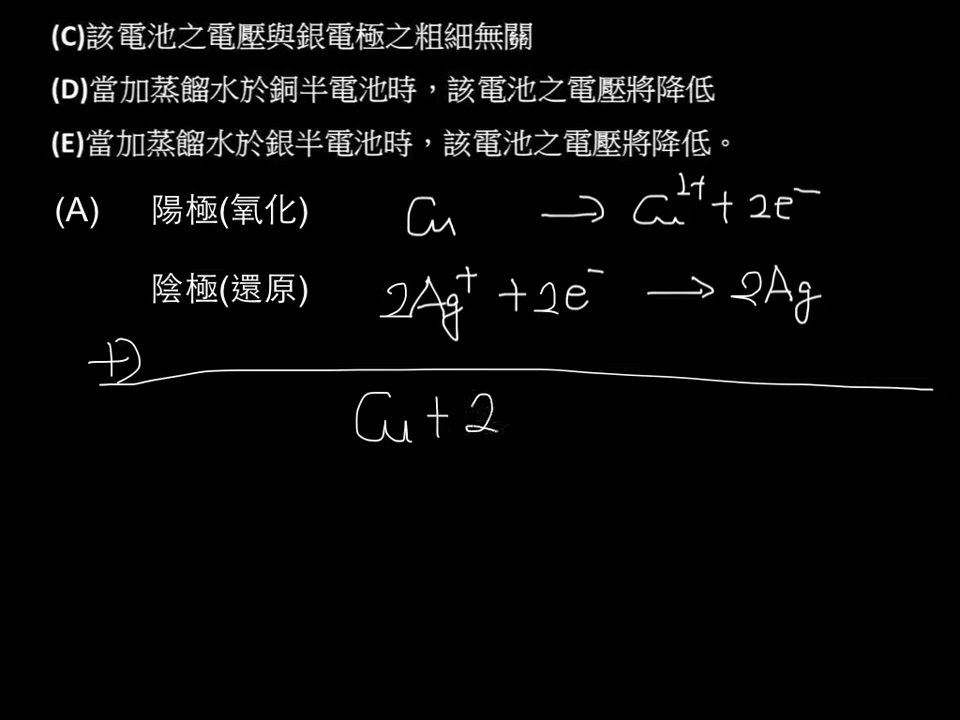 (C)該電池之電壓與銀電極之粗細無關
(D)當加蒸餾水於銅半電池時，該電池之電壓將降低
(E)當加蒸餾水於銀半電池時，該電池之電壓將降低。
(A) 陽極(氧化) Cu → Cu²⁺ + 2e⁻
陰極(還原) 2Ag⁺ + 2e⁻ → 2Ag
+)
Cu + 2